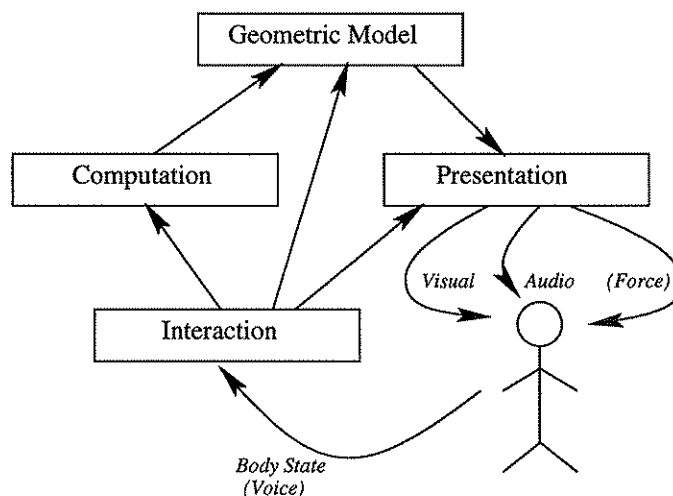 Geometric Model
Computation
Presentation
Visual
Audio
(Force)
Interaction
Body State
(Voice)